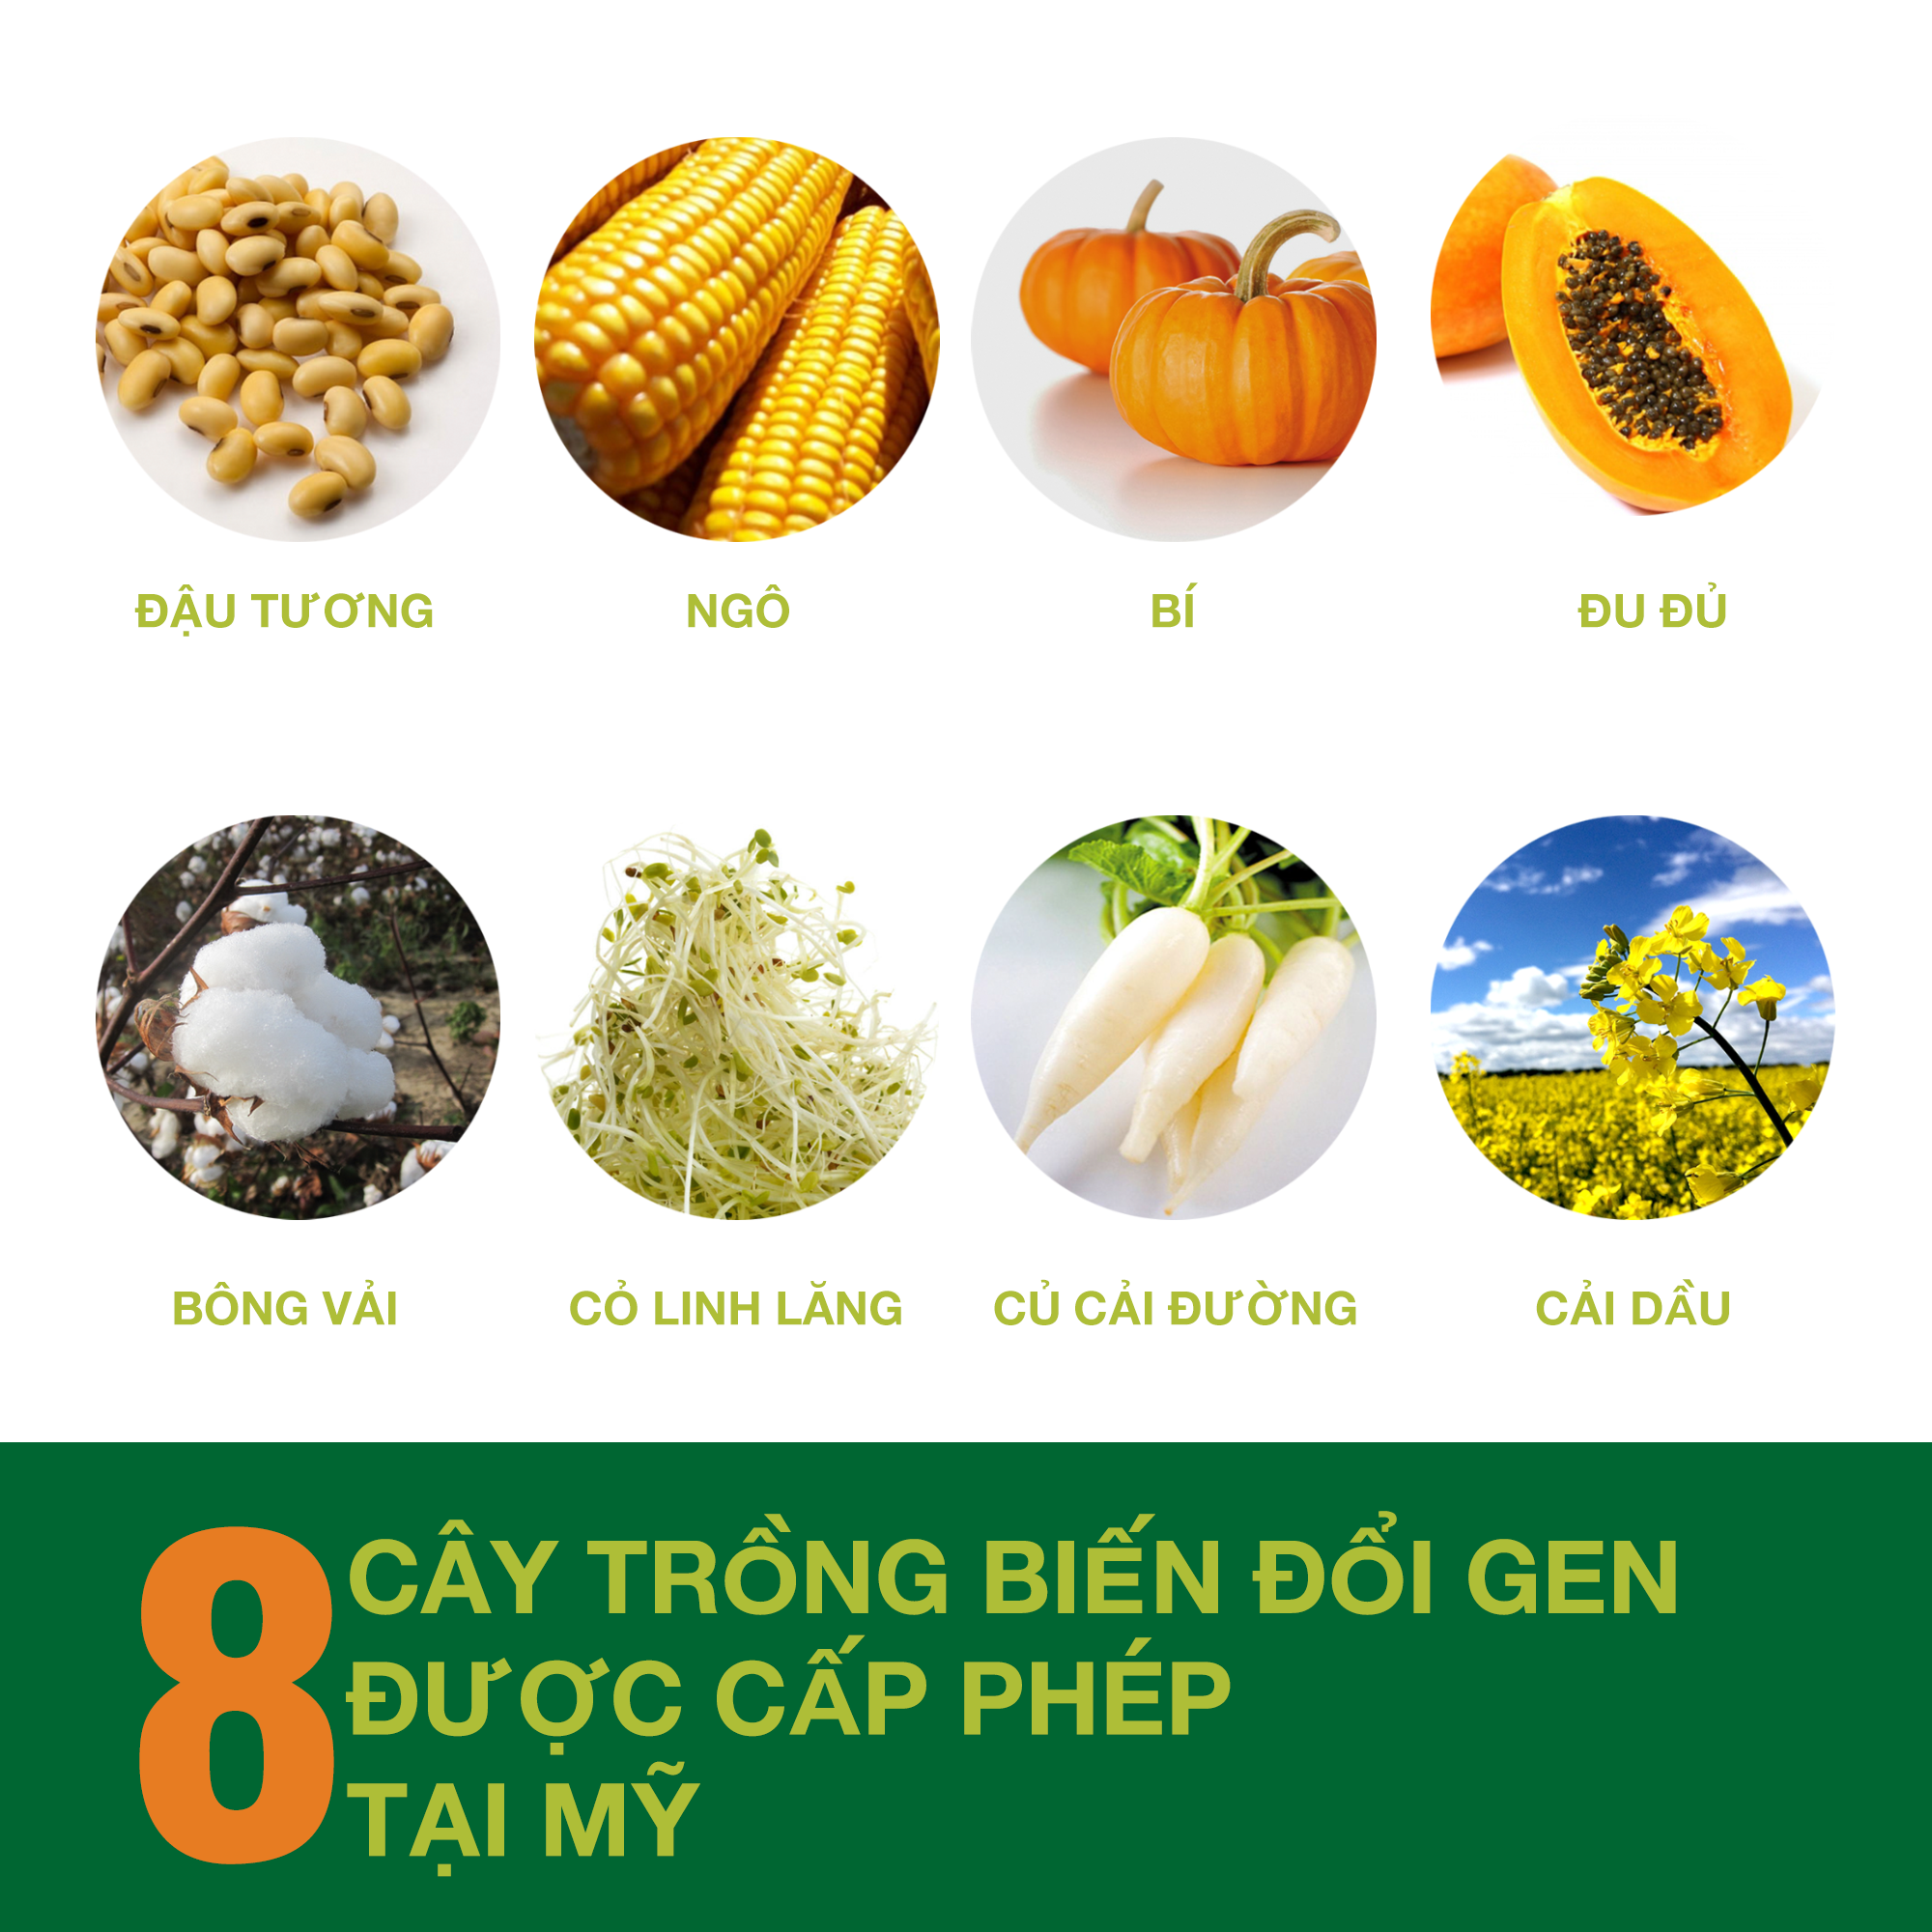 ĐẬU TƯƠNG
NGÔ
BÍ
ĐU ĐỦ
BÔNG VẢI
CỎ LINH LĂNG
CỦ CẢI ĐƯỜNG
CẢI DẦU
8 CÂY TRỒNG BIẾN ĐỔI GEN
ĐƯỢC CẤP PHÉP
TẠI MỸ